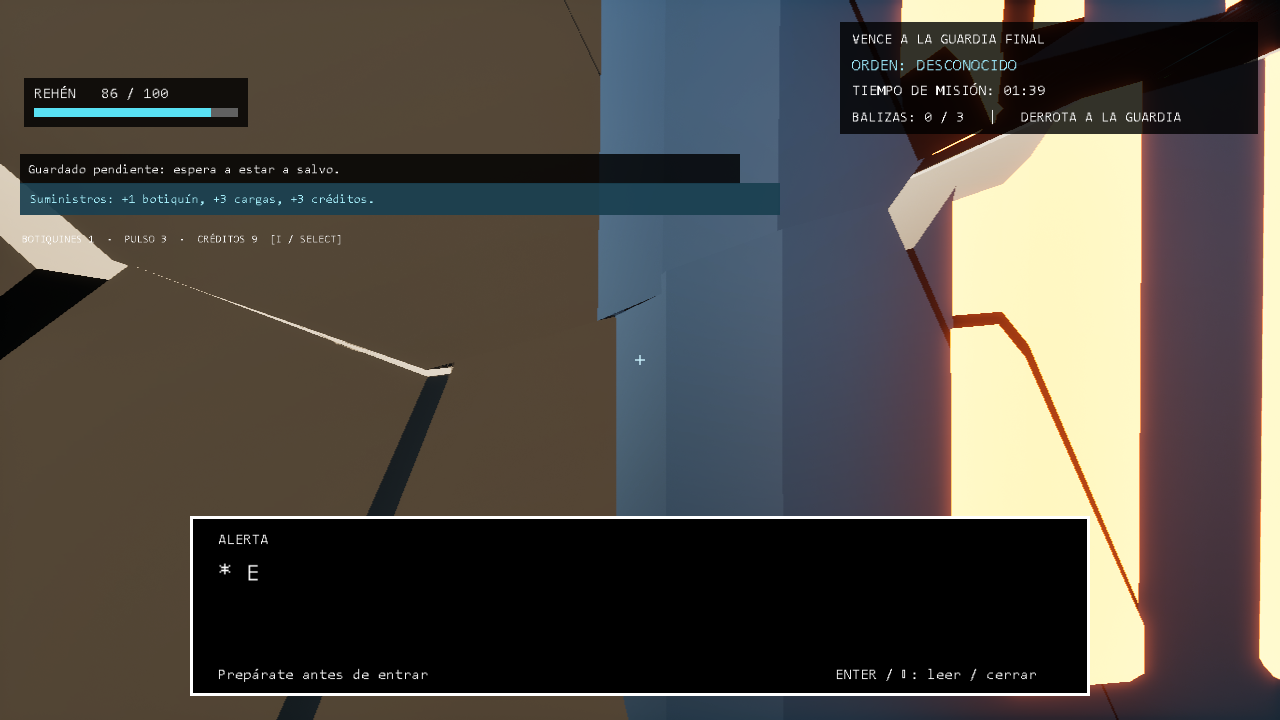 VENCE A LA GUARDIA FINAL
ORDEN: DESCONOCIDO
TIEMPO DE MISIÓN: 01:39
BALIZAS: 0 / 3 | DERROTA A LA GUARDIA
REHÉN 86 / 100
Guardado pendiente: espera a estar a salvo.
Suministros: +1 botiquín, +3 cargas, +3 créditos.
BOTIQUINES 1 · PULSO 3 · CRÉDITOS 9 [I / SELECT]
ALERTA
* E
Prepárate antes de entrar
ENTER / : leer / cerrar